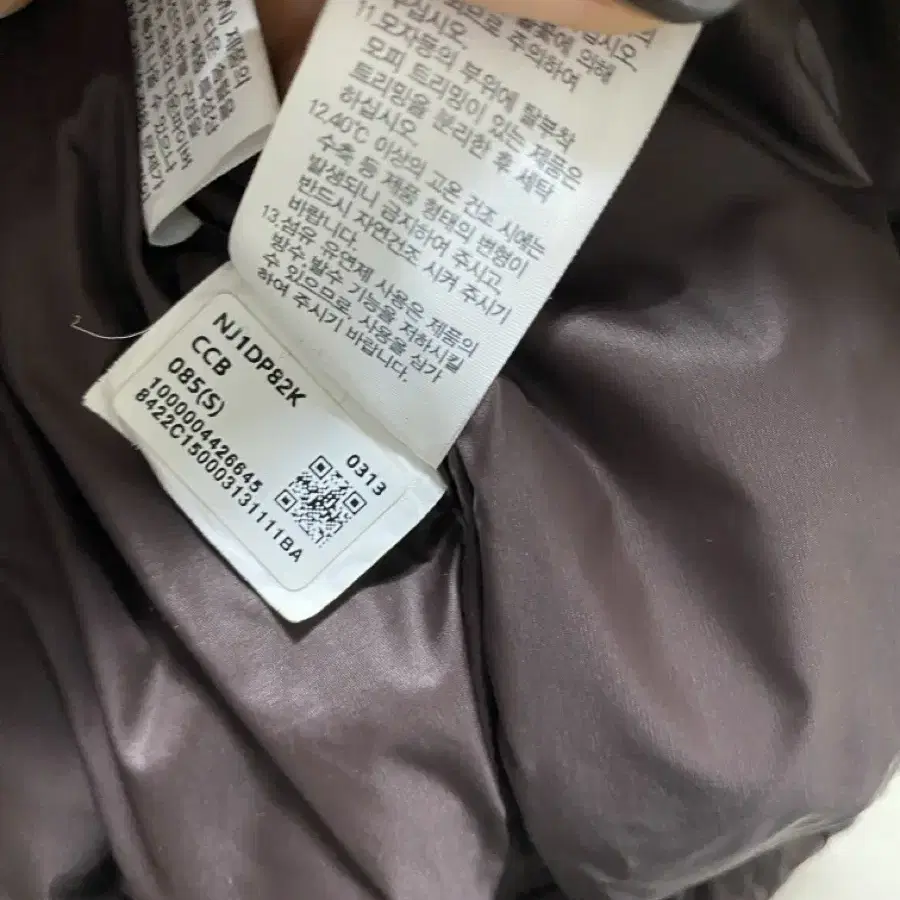 제품의
십시오.
11.모자등의 부위에 탈부착
오피 트리밍이 있는 제품은
트리밍을 분리한 후 세탁
하십시오.
12.40℃ 이상의 고온 건조 시에는
수축 등 제품 형태의 변형이
발생되니 금지하여 주시고,
반드시 자연건조 시켜 주시기
바랍니다.
13.섬유 유연제 사용은 제품의
방수,발수 기능을 저하시킬
수 있으므로, 사용을 삼가
하여 주시기 바랍니다.
NJ1DP82K
CCB
085(S)
0313
1000004426645
8422C150003131111BA